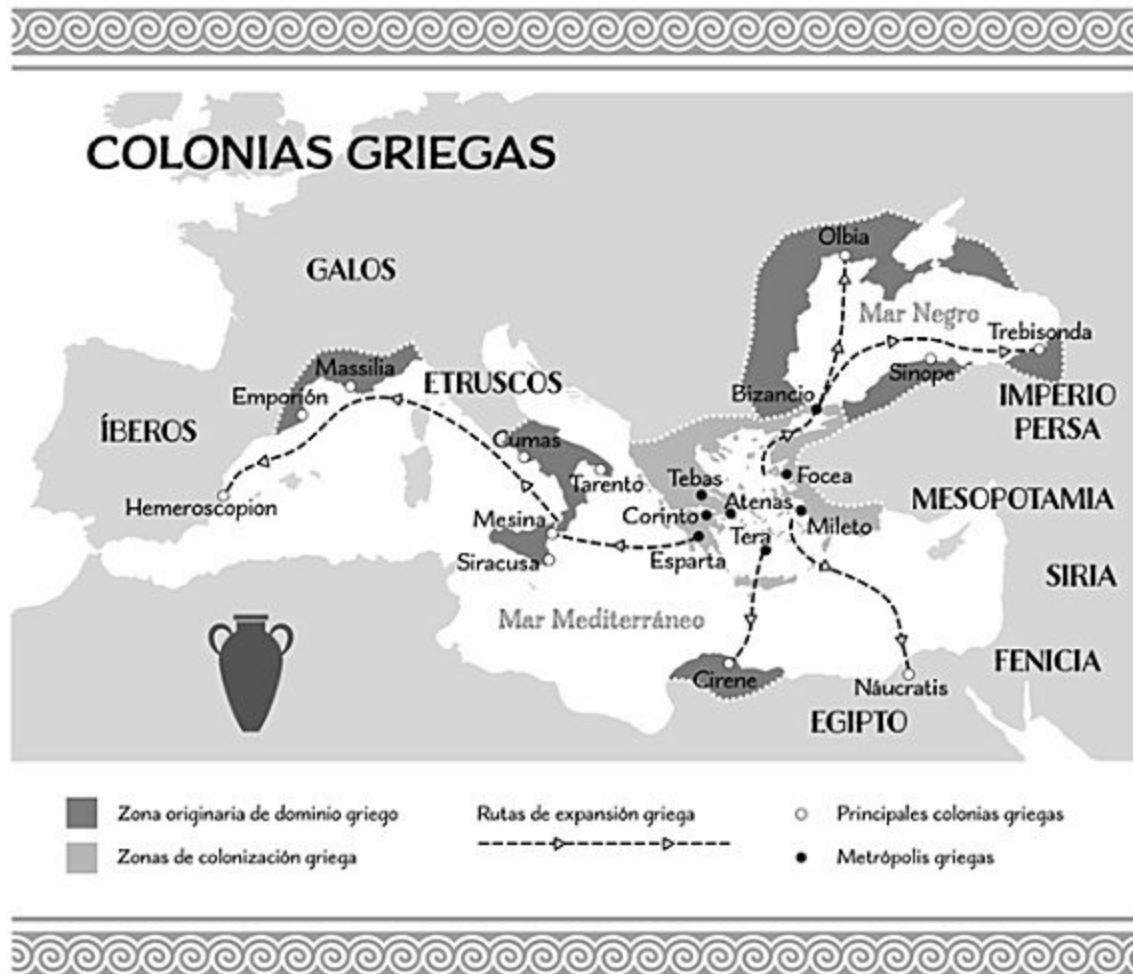 COLONIAS GRIEGAS
GALOS
Olbia
Mar Negro
Trebisonda
Massilia
ETRUSCOS
Sinope
Emporión
Bizancio
IMPERIO
PERSA
ÍBEROS
Cumas
Tarento
Tebas
Focea
Hemeroscopion
Mesina
Corinto
Atenas
Mileto
MESOPOTAMIA
Siracusa
Esparta
Tera
SIRIA
Mar Mediterráneo
Cirene
Náucratis
FENICIA
EGIPTO
Zona originaria de dominio griego
Rutas de expansión griega
Principales colonias griegas
Zonas de colonización griega
Metrópolis griegas